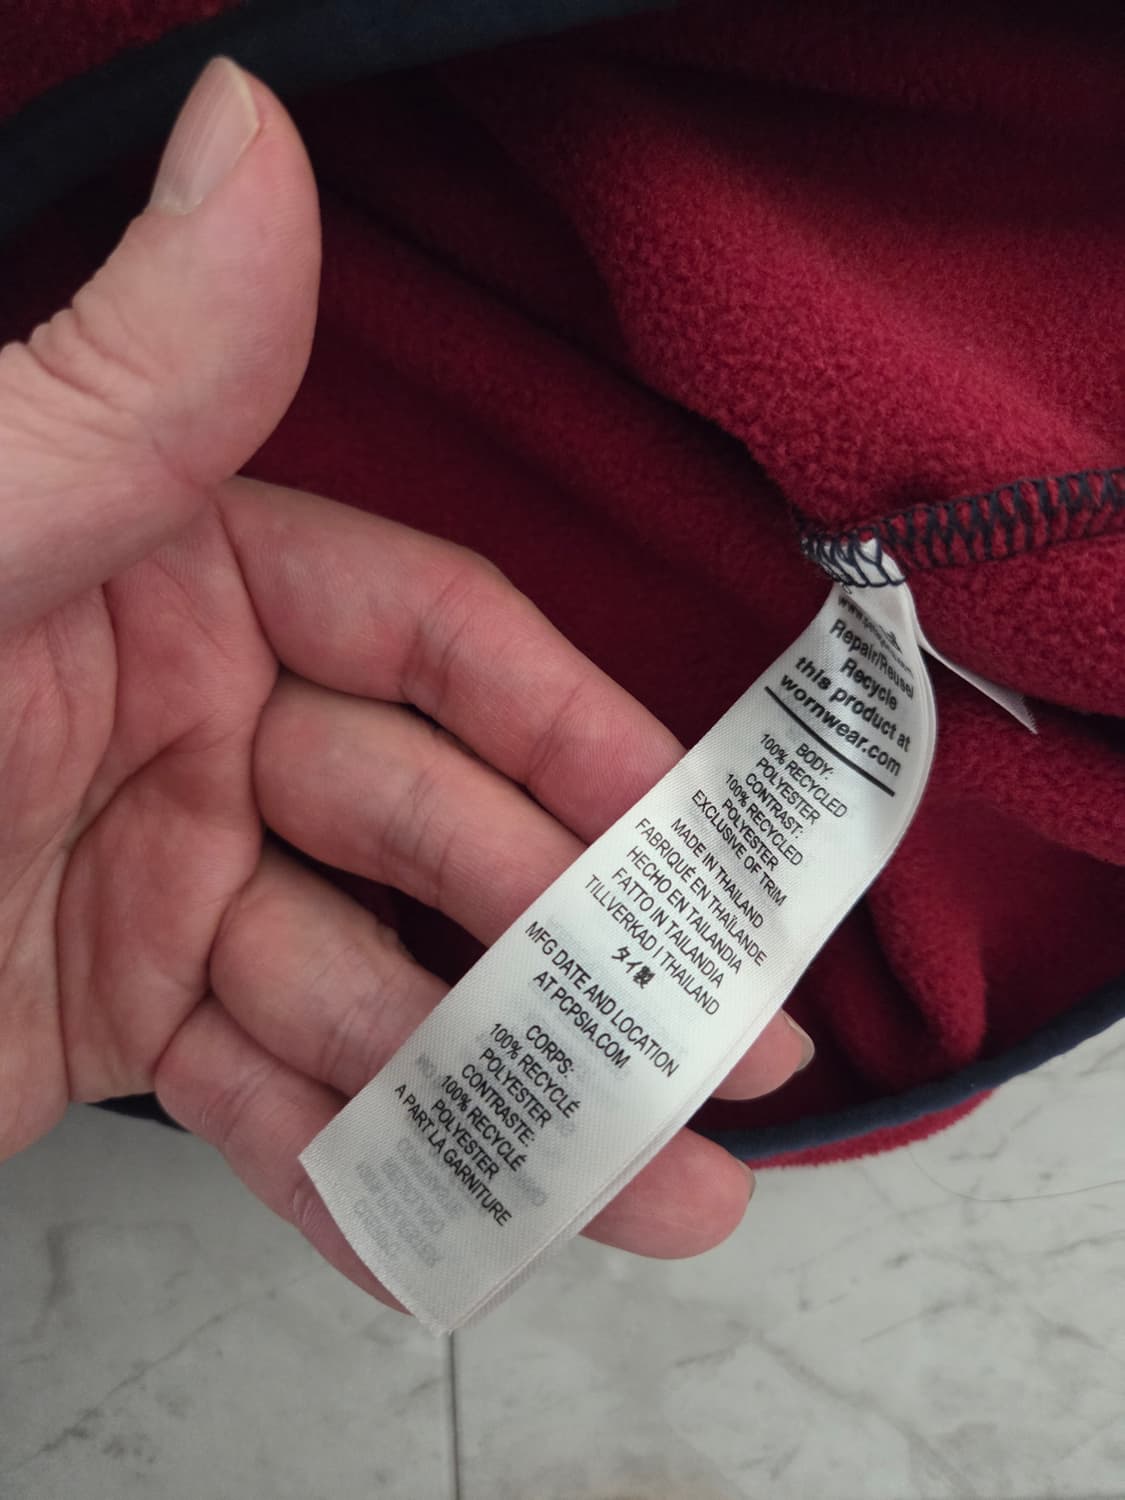 Repair/Reuse/
Recycle
this product at
wornwear.com
BODY:
100% RECYCLED
POLYESTER
CONTRAST:
100% RECYCLED
POLYESTER
EXCLUSIVE OF TRIM
MADE IN THAILAND
FABRIQUÉ EN THAÏLANDE
HECHO EN TAILANDIA
FATTO IN TAILANDIA
TILLVERKAD I THAILAND
タイ製
MFG DATE AND LOCATION
AT PCPSIA.COM
CORPS:
100% RECYCLÉ
POLYESTER
CONTRASTE:
100% RECYCLÉ
POLYESTER
A PART LA GARNITURE